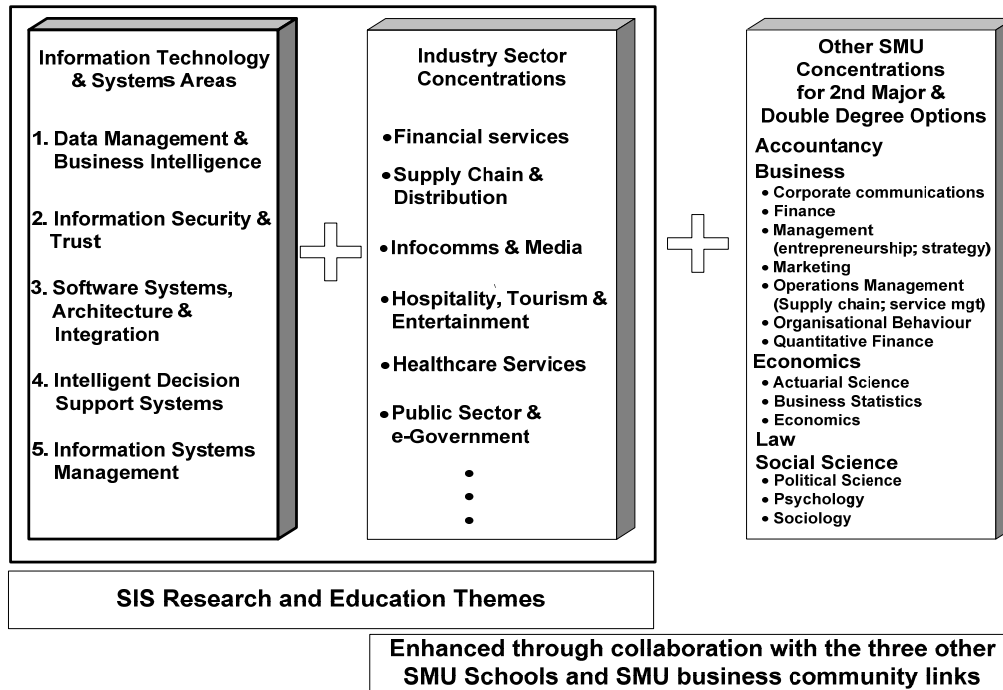 Information Technology
& Systems Areas
1. Data Management &
Business Intelligence
2. Information Security &
Trust
3. Software Systems,
Architecture &
Integration
4. Intelligent Decision
Support Systems
5. Information Systems
Management
Industry Sector
Concentrations
• Financial services
• Supply Chain &
Distribution
• Infocomms & Media
• Hospitality, Tourism &
Entertainment
• Healthcare Services
• Public Sector &
e-Government
•
•
•
Other SMU
Concentrations
for 2nd Major &
Double Degree Options
Accountancy
Business
• Corporate communications
• Finance
• Management
(entrepreneurship; strategy)
• Marketing
• Operations Management
(Supply chain; service mgt)
• Organisational Behaviour
• Quantitative Finance
Economics
• Actuarial Science
• Business Statistics
• Economics
Law
Social Science
• Political Science
• Psychology
• Sociology
SIS Research and Education Themes
Enhanced through collaboration with the three other
SMU Schools and SMU business community links